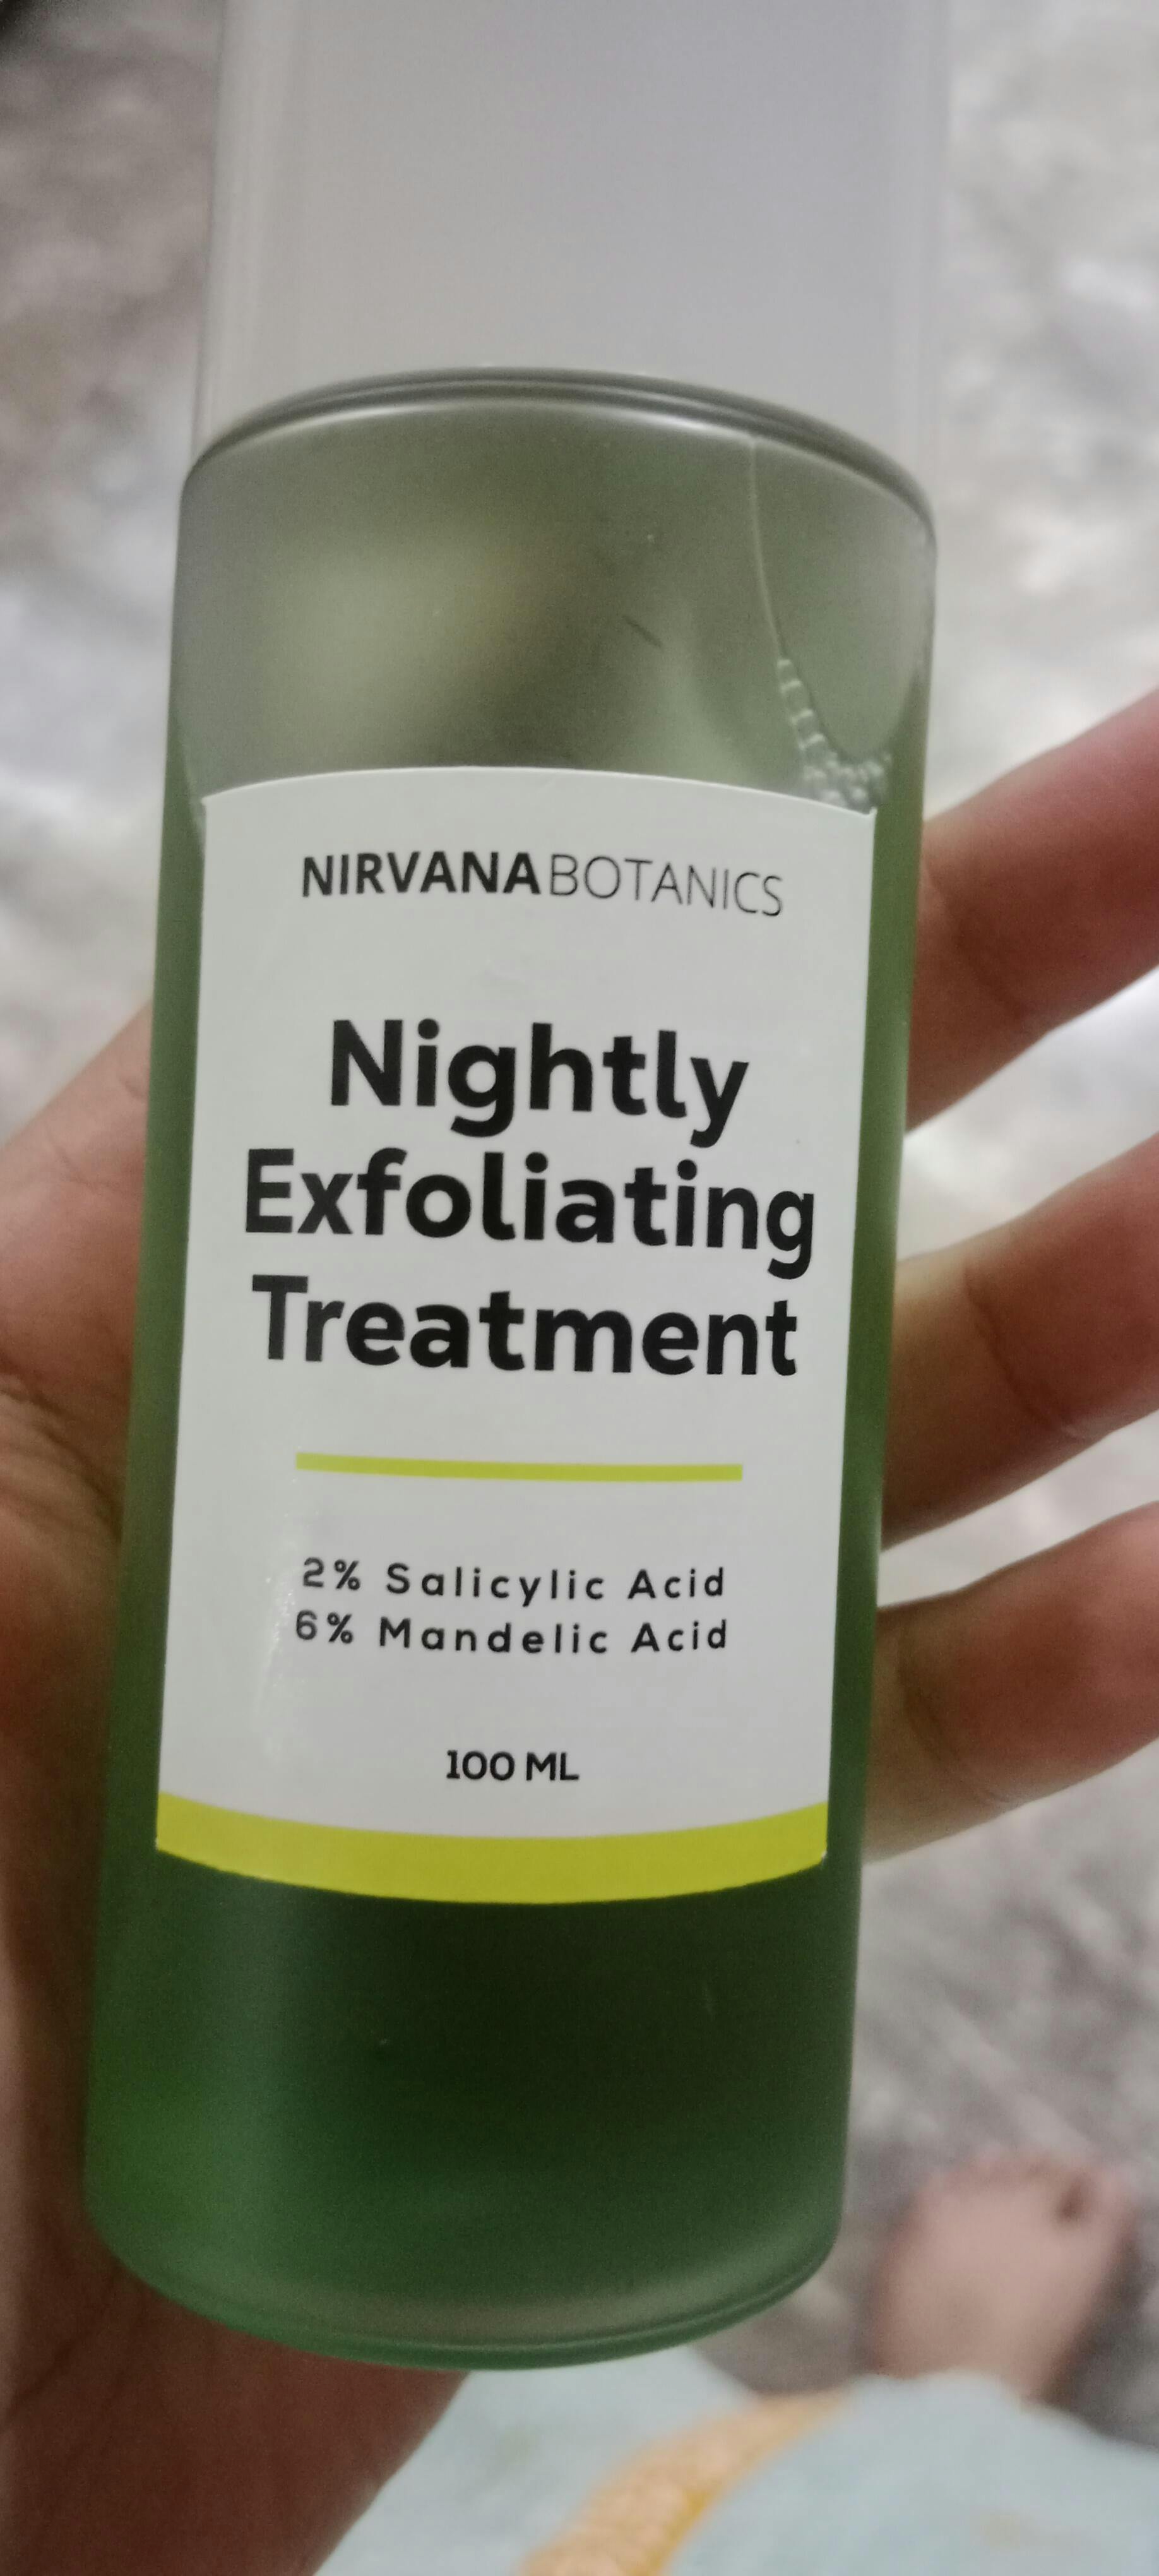 NIRVANABOTANICS
Nightly
Exfoliating
Treatment
2% Salicylic Acid
6% Mandelic Acid
100 ML